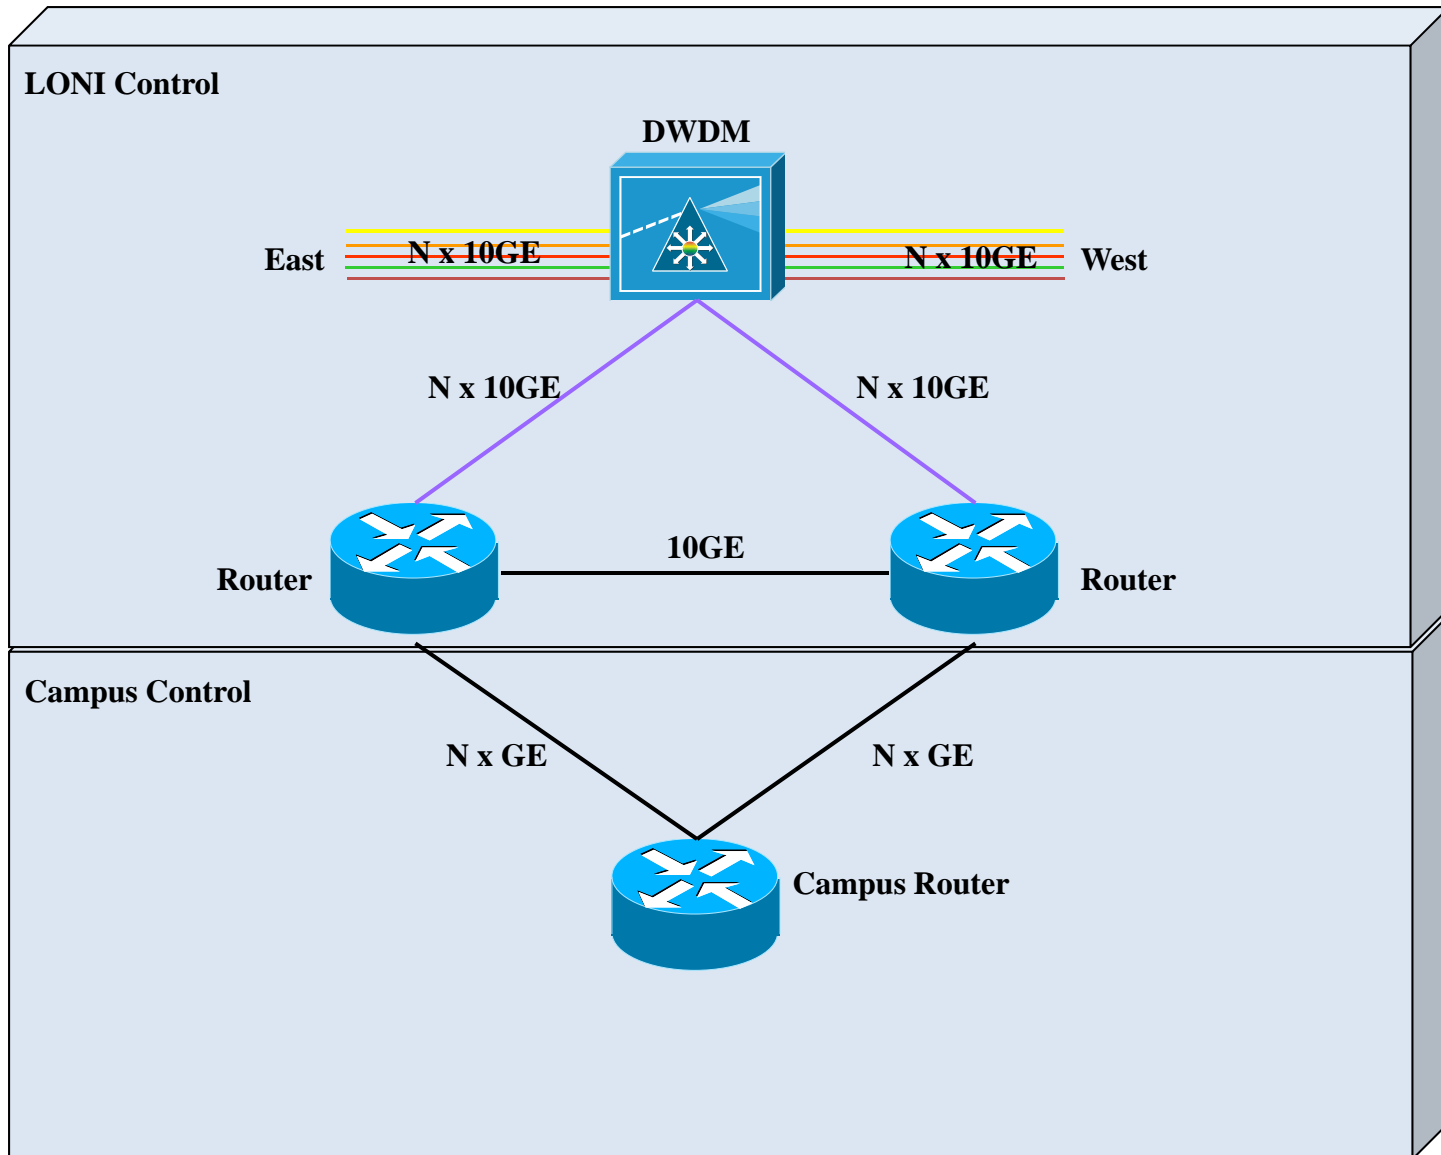 LONI Control
DWDM
East
N x 10GE
N x 10GE
West
N x 10GE
N x 10GE
10GE
Router
Router
Campus Control
N x GE
N x GE
Campus Router